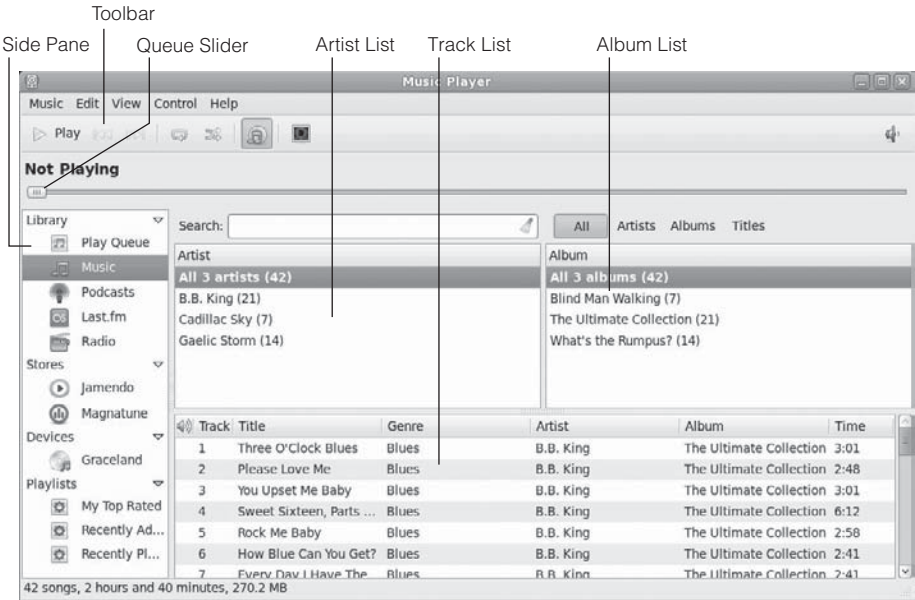 Toolbar
Side Pane Queue Slider Artist List Track List Album List
Music Player
Music Edit View Control Help
Play
Not Playing
Library
Play Queue
Music
Podcasts
Last.fm
Radio
Stores
Jamendo
Magnatune
Devices
Graceland
Playlists
My Top Rated
Recently Ad...
Recently Pl...
Search: All Artists Albums Titles
Artist
All 3 artists (42)
B.B. King (21)
Cadillac Sky (7)
Gaelic Storm (14)
Album
All 3 albums (42)
Blind Man Walking (7)
The Ultimate Collection (21)
What's the Rumpus? (14)
Track Title Genre Artist Album Time
1 Three O'Clock Blues Blues B.B. King The Ultimate Collection 3:01
2 Please Love Me Blues B.B. King The Ultimate Collection 2:48
3 You Upset Me Baby Blues B.B. King The Ultimate Collection 3:01
4 Sweet Sixteen, Parts ... Blues B.B. King The Ultimate Collection 6:12
5 Rock Me Baby Blues B.B. King The Ultimate Collection 2:58
6 How Blue Can You Get? Blues B.B. King The Ultimate Collection 2:41
7 Every Day I Have The Blues B.B. King The Ultimate Collection 2:41
42 songs, 2 hours and 40 minutes, 270.2 MB